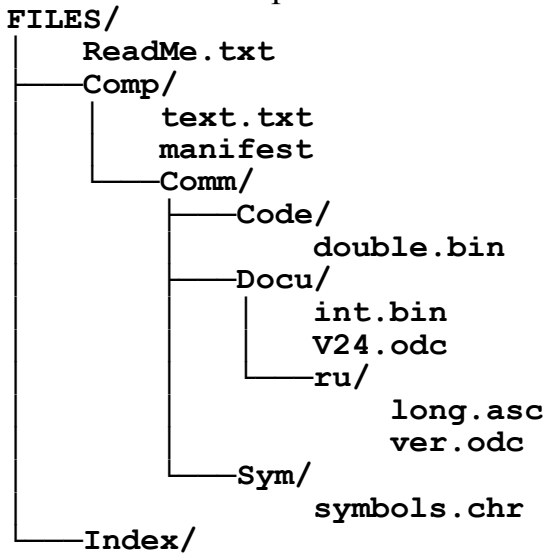 FILES/
ReadMe.txt
Comp/
text.txt
manifest
Comm/
Code/
double.bin
Docu/
int.bin
V24.odc
ru/
long.asc
ver.odc
Sym/
symbols.chr
Index/